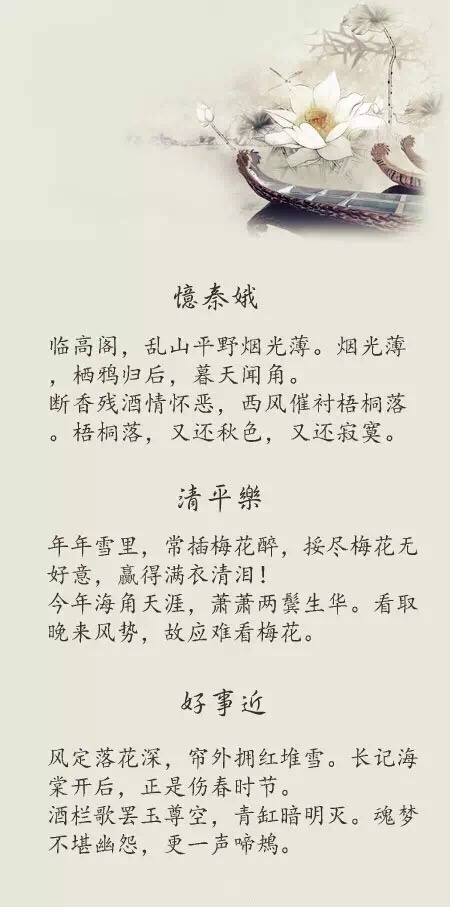 憶秦娥
临高阁，乱山平野烟光薄。烟光薄
，栖鸦归后，暮天闻角。
断香残酒情怀恶，西风催衬梧桐落
。梧桐落，又还秋色，又还寂寞。
清平樂
年年雪里，常插梅花醉，挼尽梅花无
好意，赢得满衣清泪！
今年海角天涯，萧萧两鬓生华。看取
晚来风势，故应难看梅花。
好事近
风定落花深，帘外拥红堆雪。长记海
棠开后，正是伤春时节。
酒栏歌罢玉尊空，青缸暗明灭。魂梦
不堪幽怨，更一声啼鴂。